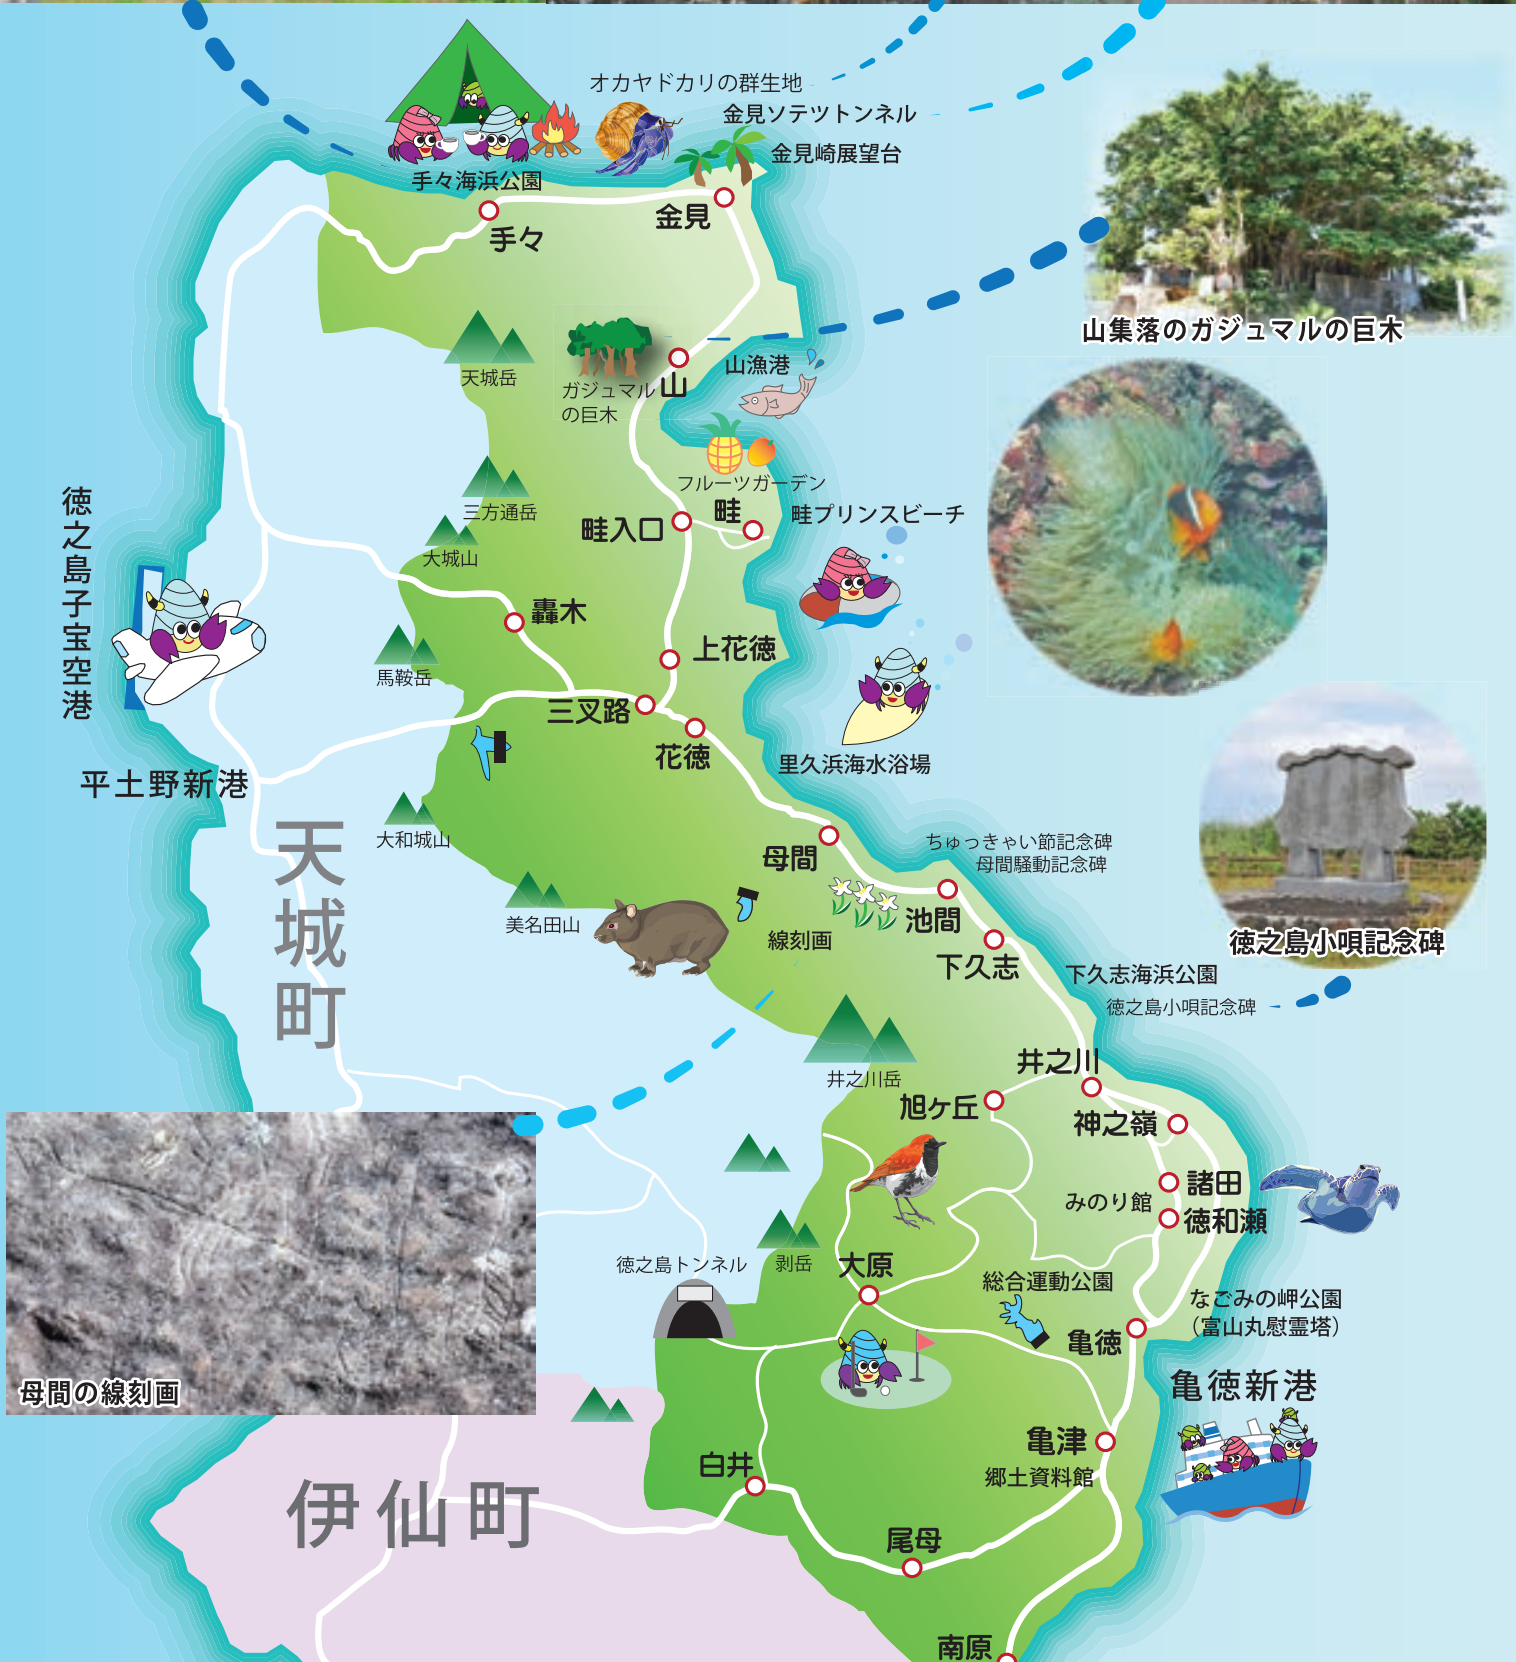 オカヤドカリの群生地
金見ソテツトンネル
金見崎展望台
手々海浜公園
手々
金見
山集落のガジュマルの巨木
天城岳
ガジュマル
の巨木
山
山漁港
フルーツガーデン
三方通岳
大城山
畦入口
畦
畦プリンスビーチ
徳之島子宝空港
轟木
上花徳
馬鞍岳
三叉路
花徳
里久浜海水浴場
平土野新港
天城町
大和城山
母間
ちゅっきゃい節記念碑
母間騒動記念碑
美名田山
線刻画
池間
下久志
徳之島小唄記念碑
下久志海浜公園
徳之島小唄記念碑
井之川岳
井之川
旭ヶ丘
神之嶺
諸田
みのり館
徳和瀬
徳之島トンネル
剥岳
大原
総合運動公園
なごみの岬公園
（富山丸慰霊塔）
亀徳
亀徳新港
母間の線刻画
亀津
郷土資料館
白井
伊仙町
尾母
南原